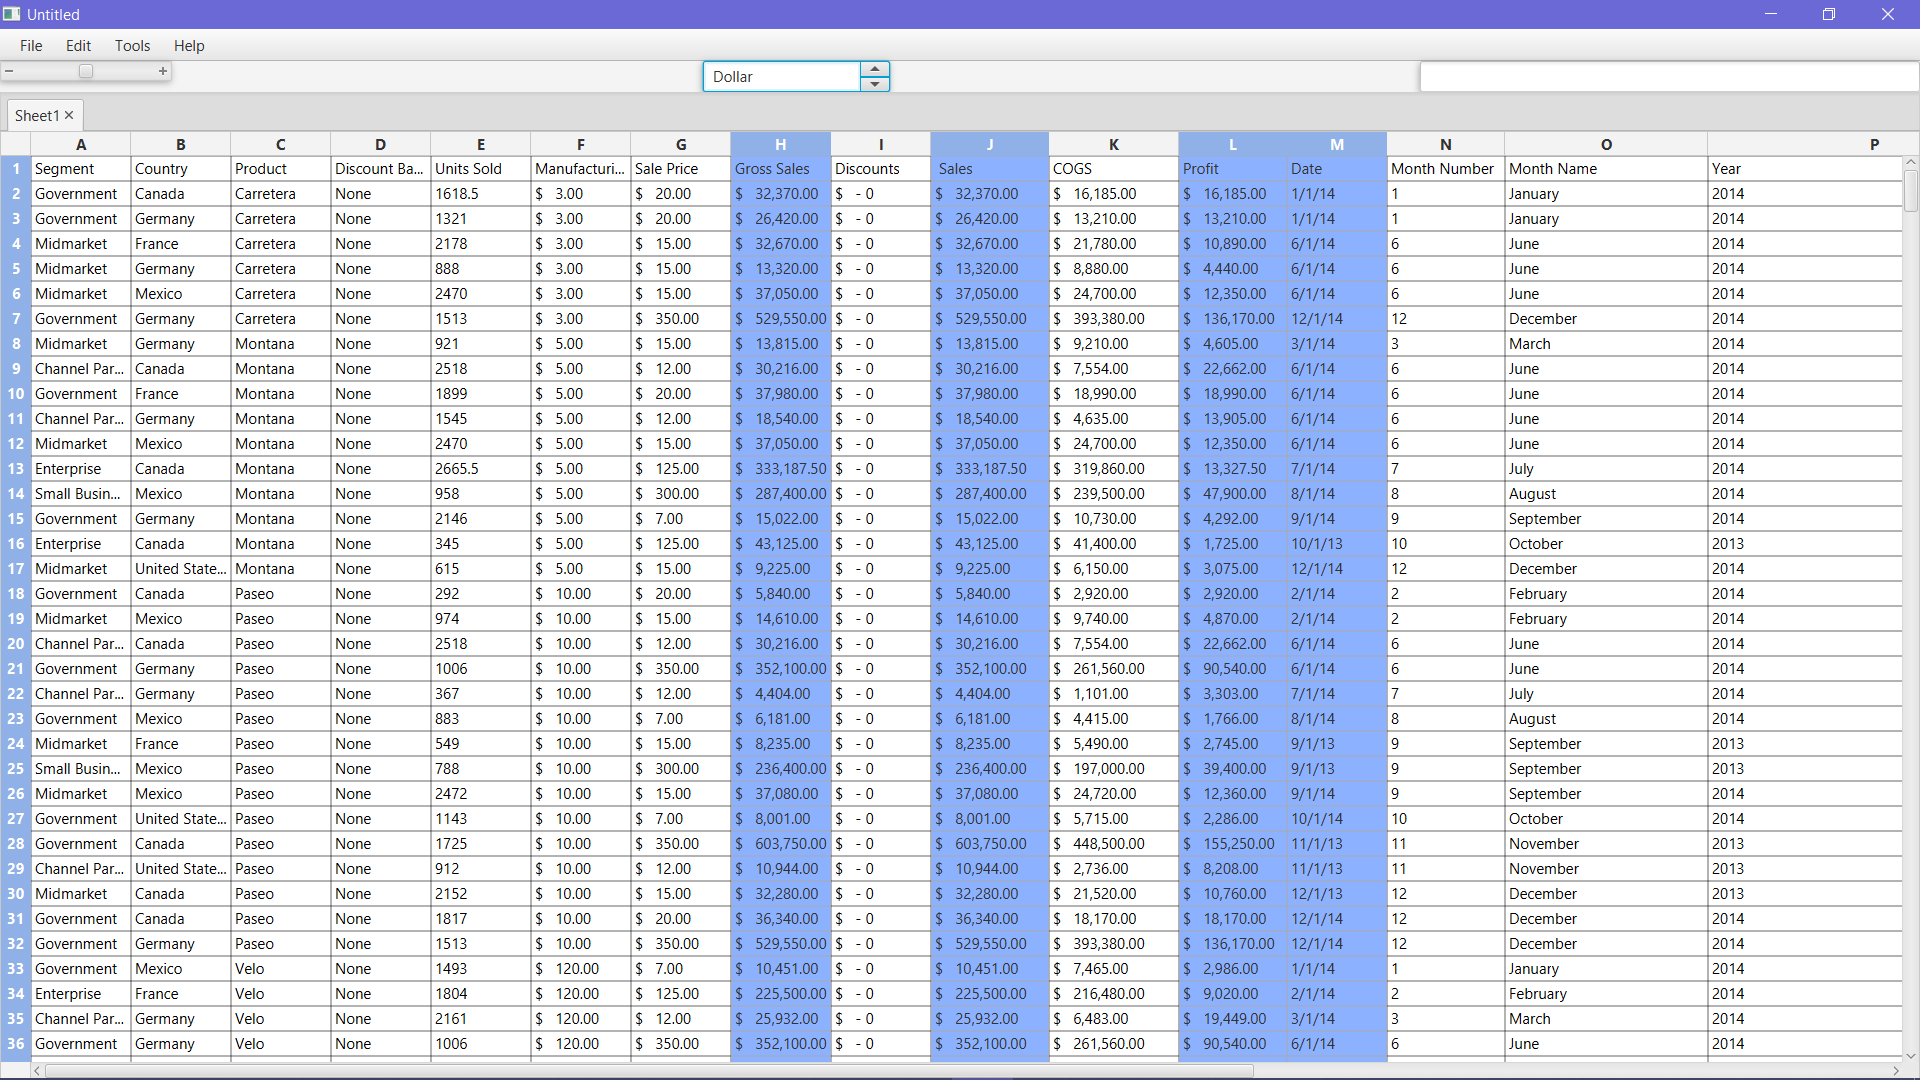 Untitled
File Edit Tools Help
− + Dollar
Sheet1 ×
A B C D E F G H I J K L M N O P
1 Segment Country Product Discount Ba... Units Sold Manufacturi... Sale Price Gross Sales Discounts Sales COGS Profit Date Month Number Month Name Year
2 Government Canada Carretera None 1618.5 $ 3.00 $ 20.00 $ 32,370.00 $ - 0 $ 32,370.00 $ 16,185.00 $ 16,185.00 1/1/14 1 January 2014
3 Government Germany Carretera None 1321 $ 3.00 $ 20.00 $ 26,420.00 $ - 0 $ 26,420.00 $ 13,210.00 $ 13,210.00 1/1/14 1 January 2014
4 Midmarket France Carretera None 2178 $ 3.00 $ 15.00 $ 32,670.00 $ - 0 $ 32,670.00 $ 21,780.00 $ 10,890.00 6/1/14 6 June 2014
5 Midmarket Germany Carretera None 888 $ 3.00 $ 15.00 $ 13,320.00 $ - 0 $ 13,320.00 $ 8,880.00 $ 4,440.00 6/1/14 6 June 2014
6 Midmarket Mexico Carretera None 2470 $ 3.00 $ 15.00 $ 37,050.00 $ - 0 $ 37,050.00 $ 24,700.00 $ 12,350.00 6/1/14 6 June 2014
7 Government Germany Carretera None 1513 $ 3.00 $ 350.00 $ 529,550.00 $ - 0 $ 529,550.00 $ 393,380.00 $ 136,170.00 12/1/14 12 December 2014
8 Midmarket Germany Montana None 921 $ 5.00 $ 15.00 $ 13,815.00 $ - 0 $ 13,815.00 $ 9,210.00 $ 4,605.00 3/1/14 3 March 2014
9 Channel Par... Canada Montana None 2518 $ 5.00 $ 12.00 $ 30,216.00 $ - 0 $ 30,216.00 $ 7,554.00 $ 22,662.00 6/1/14 6 June 2014
10 Government France Montana None 1899 $ 5.00 $ 20.00 $ 37,980.00 $ - 0 $ 37,980.00 $ 18,990.00 $ 18,990.00 6/1/14 6 June 2014
11 Channel Par... Germany Montana None 1545 $ 5.00 $ 12.00 $ 18,540.00 $ - 0 $ 18,540.00 $ 4,635.00 $ 13,905.00 6/1/14 6 June 2014
12 Midmarket Mexico Montana None 2470 $ 5.00 $ 15.00 $ 37,050.00 $ - 0 $ 37,050.00 $ 24,700.00 $ 12,350.00 6/1/14 6 June 2014
13 Enterprise Canada Montana None 2665.5 $ 5.00 $ 125.00 $ 333,187.50 $ - 0 $ 333,187.50 $ 319,860.00 $ 13,327.50 7/1/14 7 July 2014
14 Small Busin... Mexico Montana None 958 $ 5.00 $ 300.00 $ 287,400.00 $ - 0 $ 287,400.00 $ 239,500.00 $ 47,900.00 8/1/14 8 August 2014
15 Government Germany Montana None 2146 $ 5.00 $ 7.00 $ 15,022.00 $ - 0 $ 15,022.00 $ 10,730.00 $ 4,292.00 9/1/14 9 September 2014
16 Enterprise Canada Montana None 345 $ 5.00 $ 125.00 $ 43,125.00 $ - 0 $ 43,125.00 $ 41,400.00 $ 1,725.00 10/1/13 10 October 2013
17 Midmarket United State... Montana None 615 $ 5.00 $ 15.00 $ 9,225.00 $ - 0 $ 9,225.00 $ 6,150.00 $ 3,075.00 12/1/14 12 December 2014
18 Government Canada Paseo None 292 $ 10.00 $ 20.00 $ 5,840.00 $ - 0 $ 5,840.00 $ 2,920.00 $ 2,920.00 2/1/14 2 February 2014
19 Midmarket Mexico Paseo None 974 $ 10.00 $ 15.00 $ 14,610.00 $ - 0 $ 14,610.00 $ 9,740.00 $ 4,870.00 2/1/14 2 February 2014
20 Channel Par... Canada Paseo None 2518 $ 10.00 $ 12.00 $ 30,216.00 $ - 0 $ 30,216.00 $ 7,554.00 $ 22,662.00 6/1/14 6 June 2014
21 Government Germany Paseo None 1006 $ 10.00 $ 350.00 $ 352,100.00 $ - 0 $ 352,100.00 $ 261,560.00 $ 90,540.00 6/1/14 6 June 2014
22 Channel Par... Germany Paseo None 367 $ 10.00 $ 12.00 $ 4,404.00 $ - 0 $ 4,404.00 $ 1,101.00 $ 3,303.00 7/1/14 7 July 2014
23 Government Mexico Paseo None 883 $ 10.00 $ 7.00 $ 6,181.00 $ - 0 $ 6,181.00 $ 4,415.00 $ 1,766.00 8/1/14 8 August 2014
24 Midmarket France Paseo None 549 $ 10.00 $ 15.00 $ 8,235.00 $ - 0 $ 8,235.00 $ 5,490.00 $ 2,745.00 9/1/13 9 September 2013
25 Small Busin... Mexico Paseo None 788 $ 10.00 $ 300.00 $ 236,400.00 $ - 0 $ 236,400.00 $ 197,000.00 $ 39,400.00 9/1/13 9 September 2013
26 Midmarket Mexico Paseo None 2472 $ 10.00 $ 15.00 $ 37,080.00 $ - 0 $ 37,080.00 $ 24,720.00 $ 12,360.00 9/1/14 9 September 2014
27 Government United State... Paseo None 1143 $ 10.00 $ 7.00 $ 8,001.00 $ - 0 $ 8,001.00 $ 5,715.00 $ 2,286.00 10/1/14 10 October 2014
28 Government Canada Paseo None 1725 $ 10.00 $ 350.00 $ 603,750.00 $ - 0 $ 603,750.00 $ 448,500.00 $ 155,250.00 11/1/13 11 November 2013
29 Channel Par... United State... Paseo None 912 $ 10.00 $ 12.00 $ 10,944.00 $ - 0 $ 10,944.00 $ 2,736.00 $ 8,208.00 11/1/13 11 November 2013
30 Midmarket Canada Paseo None 2152 $ 10.00 $ 15.00 $ 32,280.00 $ - 0 $ 32,280.00 $ 21,520.00 $ 10,760.00 12/1/13 12 December 2013
31 Government Canada Paseo None 1817 $ 10.00 $ 20.00 $ 36,340.00 $ - 0 $ 36,340.00 $ 18,170.00 $ 18,170.00 12/1/14 12 December 2014
32 Government Germany Paseo None 1513 $ 10.00 $ 350.00 $ 529,550.00 $ - 0 $ 529,550.00 $ 393,380.00 $ 136,170.00 12/1/14 12 December 2014
33 Government Mexico Velo None 1493 $ 120.00 $ 7.00 $ 10,451.00 $ - 0 $ 10,451.00 $ 7,465.00 $ 2,986.00 1/1/14 1 January 2014
34 Enterprise France Velo None 1804 $ 120.00 $ 125.00 $ 225,500.00 $ - 0 $ 225,500.00 $ 216,480.00 $ 9,020.00 2/1/14 2 February 2014
35 Channel Par... Germany Velo None 2161 $ 120.00 $ 12.00 $ 25,932.00 $ - 0 $ 25,932.00 $ 6,483.00 $ 19,449.00 3/1/14 3 March 2014
36 Government Germany Velo None 1006 $ 120.00 $ 350.00 $ 352,100.00 $ - 0 $ 352,100.00 $ 261,560.00 $ 90,540.00 6/1/14 6 June 2014